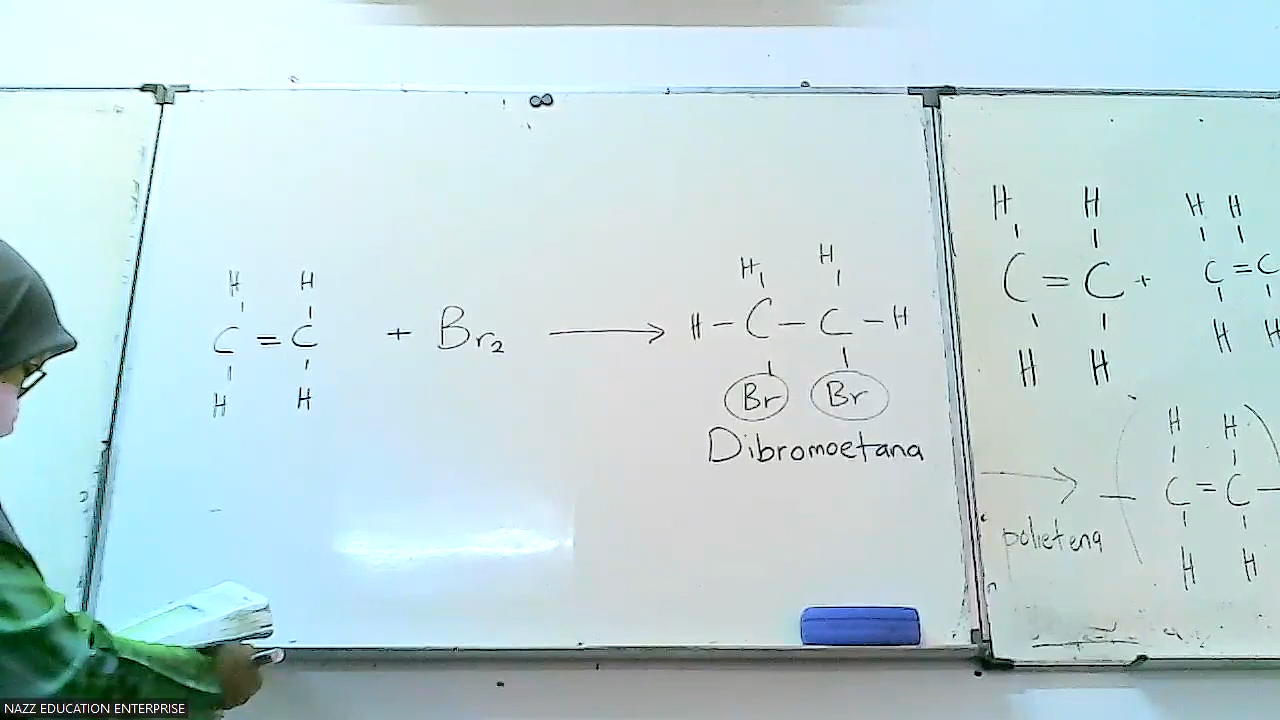 H H
C = C + Br2 → H - C - C - H
H H
H H
Br Br
Dibromoetana
H H H H
C = C + C = C
H H H H
H H
→ - C = C -
polietena
H H
NAZZ EDUCATION ENTERPRISE